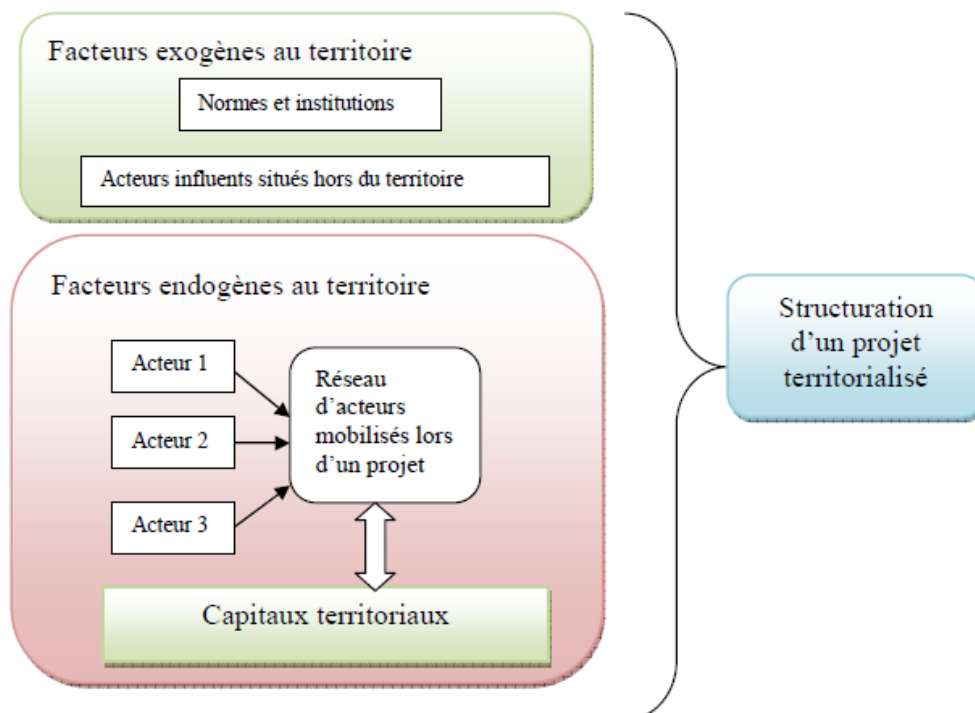 Facteurs exogènes au territoire
Normes et institutions
Acteurs influents situés hors du territoire
Facteurs endogènes au territoire
Acteur 1
Acteur 2
Acteur 3
Réseau
d’acteurs
mobilisés lors
d’un projet
Capitaux territoriaux
Structuration
d’un projet
territorialisé